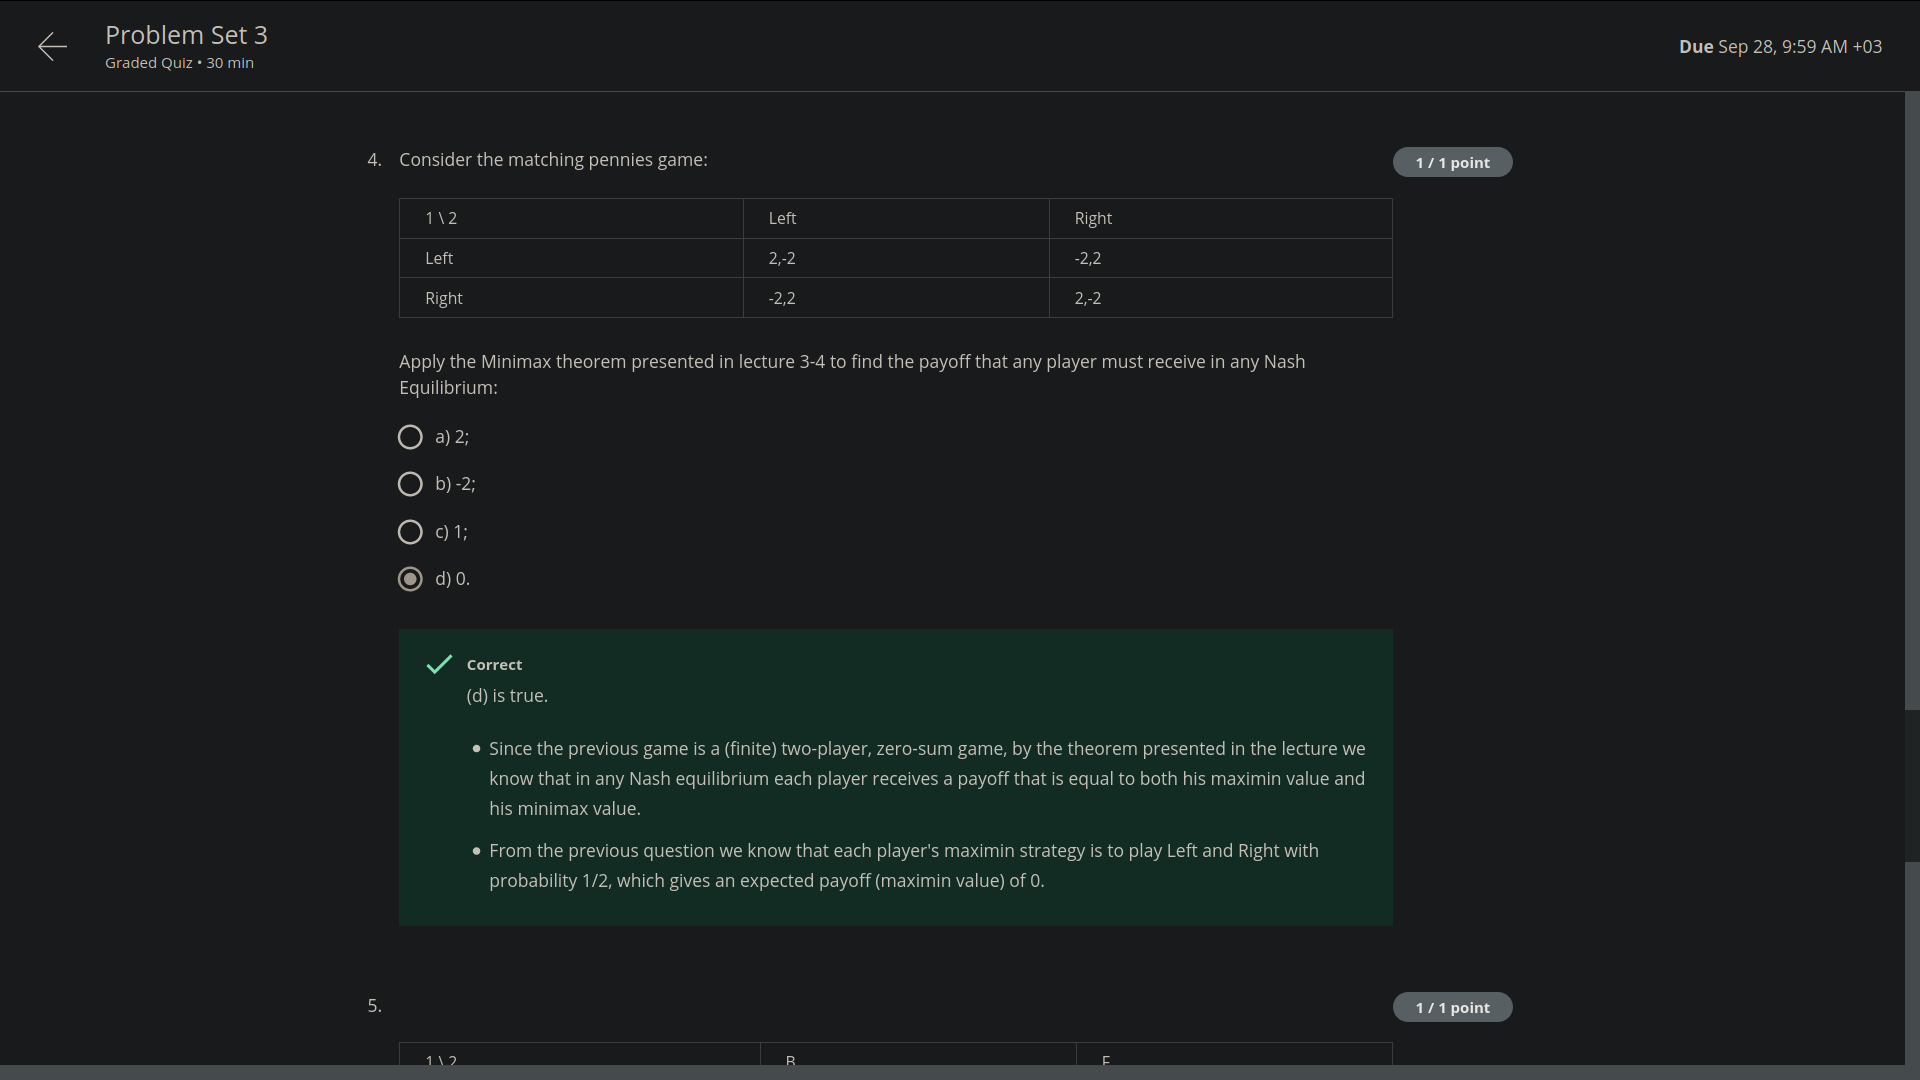 Problem Set 3
Graded Quiz • 30 min
Due Sep 28, 9:59 AM +03
4. Consider the matching pennies game:
1 / 1 point
1 \ 2 Left Right
Left 2,-2 -2,2
Right -2,2 2,-2
Apply the Minimax theorem presented in lecture 3-4 to find the payoff that any player must receive in any Nash
Equilibrium:
a) 2;
b) -2;
c) 1;
d) 0.
Correct
(d) is true.
• Since the previous game is a (finite) two-player, zero-sum game, by the theorem presented in the lecture we
know that in any Nash equilibrium each player receives a payoff that is equal to both his maximin value and
his minimax value.
• From the previous question we know that each player's maximin strategy is to play Left and Right with
probability 1/2, which gives an expected payoff (maximin value) of 0.
5.
1 / 1 point
1 \ 2 B